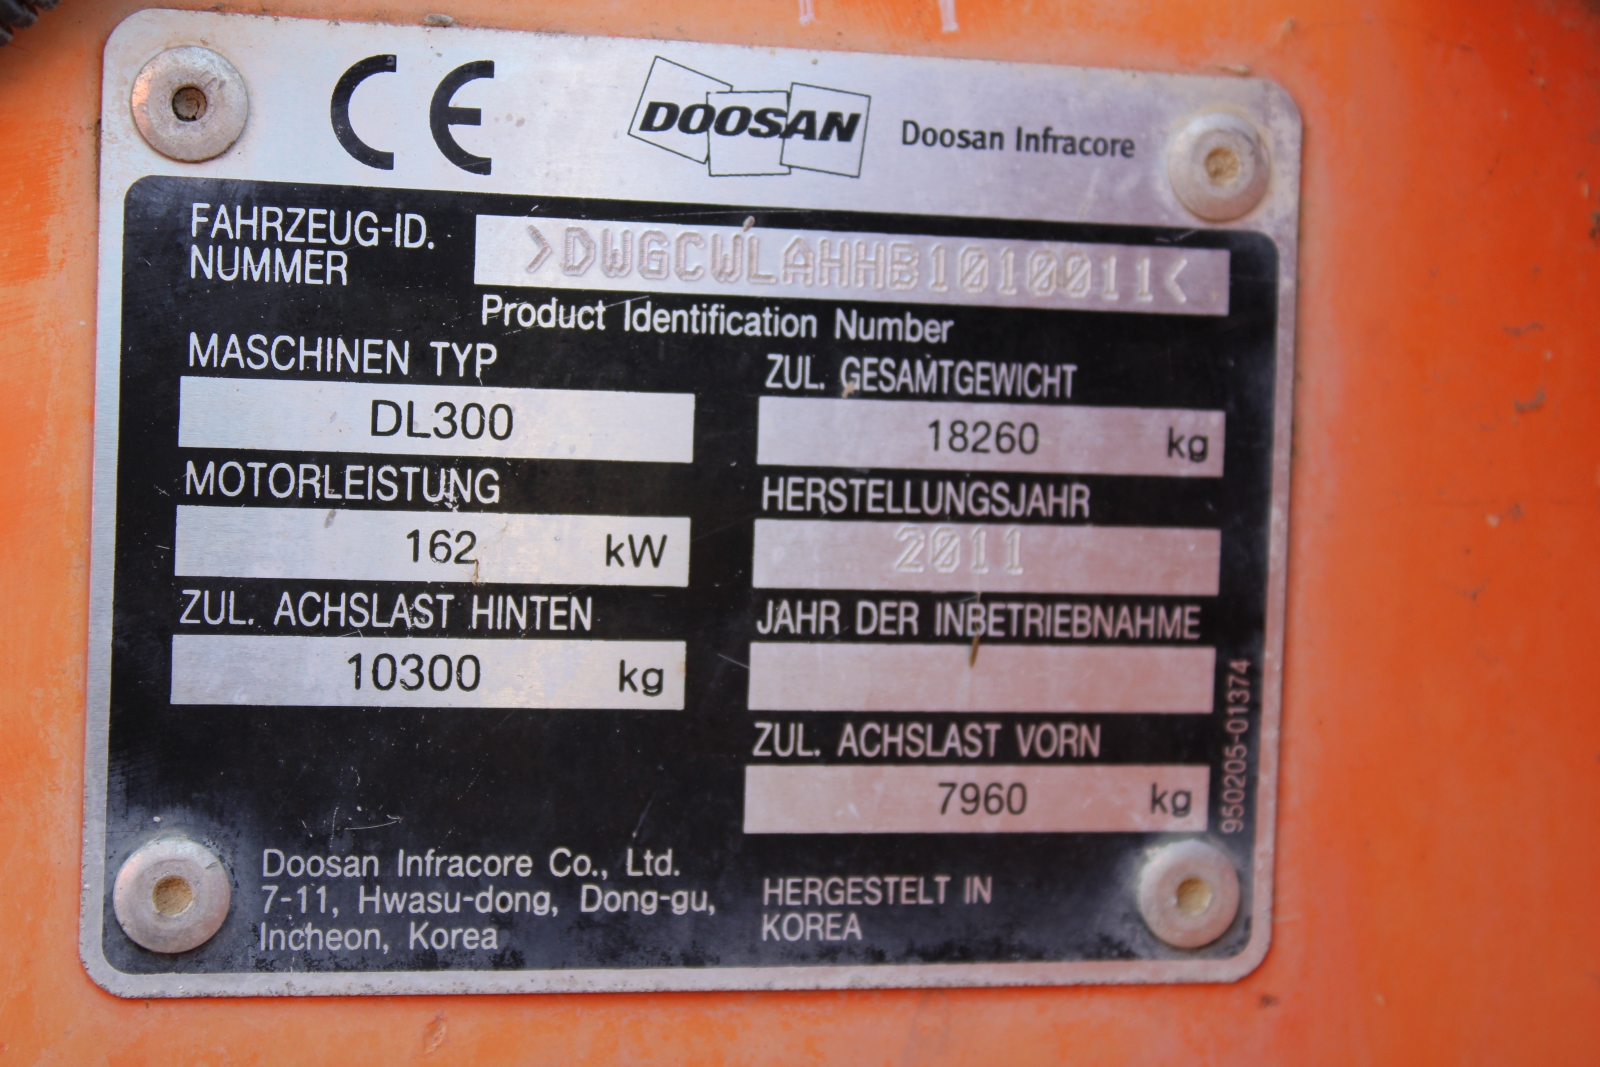 CE DOOSAN Doosan Infracore
FAHRZEUG-ID.
NUMMER
>DWGCWLAHHB1010011<
Product Identification Number
MASCHINEN TYP
DL300
ZUL. GESAMTGEWICHT
18260 kg
MOTORLEISTUNG
162 kW
HERSTELLUNGSJAHR
2011
ZUL. ACHSLAST HINTEN
10300 kg
JAHR DER INBETRIEBNAHME
ZUL. ACHSLAST VORN
7960 kg
950205-01374
Doosan Infracore Co., Ltd.
7-11, Hwasu-dong, Dong-gu,
Incheon, Korea
HERGESTELT IN
KOREA